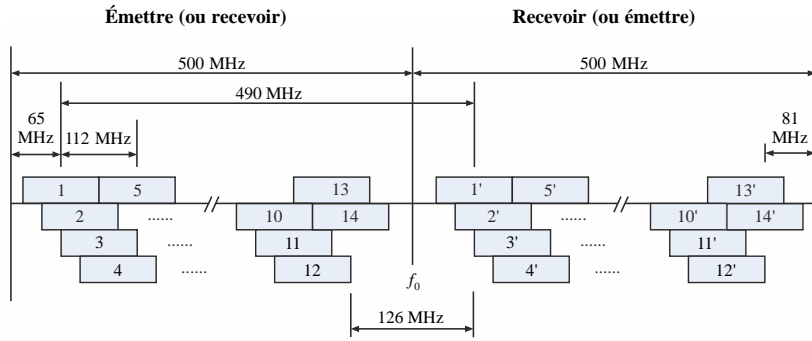 Émettre (ou recevoir) Recevoir (ou émettre)
500 MHz 500 MHz
490 MHz
65 MHz 112 MHz 81 MHz
1 5 13 1' 5' 13'
2 ...... 10 14 2' ...... 10' 14'
3 ...... 11 3' ...... 11'
4 ...... 12 4' ...... 12'
f0
126 MHz